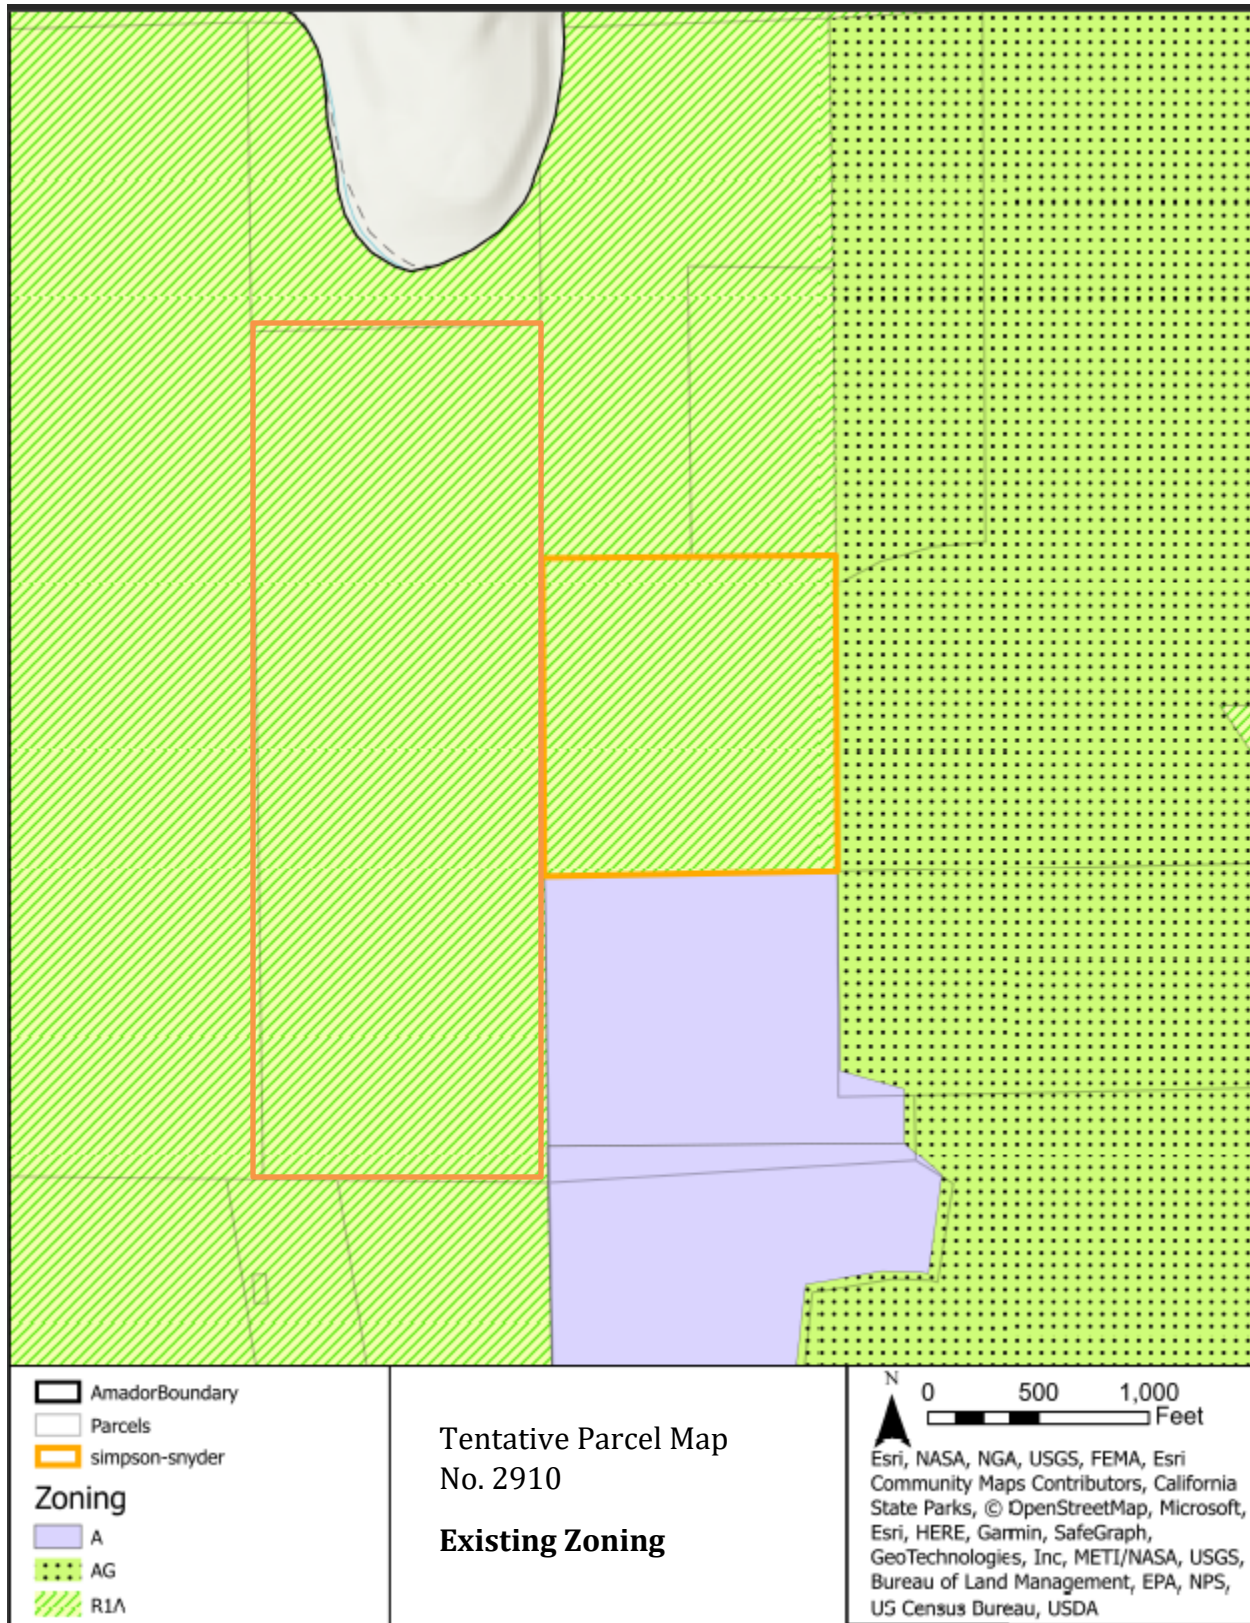 AmadorBoundary
Parcels
simpson-snyder
Zoning
A
AG
R1A
Tentative Parcel Map
No. 2910
Existing Zoning
N
0 500 1,000
Feet
Esri, NASA, NGA, USGS, FEMA, Esri
Community Maps Contributors, California
State Parks, © OpenStreetMap, Microsoft,
Esri, HERE, Garmin, SafeGraph,
GeoTechnologies, Inc, METI/NASA, USGS,
Bureau of Land Management, EPA, NPS,
US Census Bureau, USDA